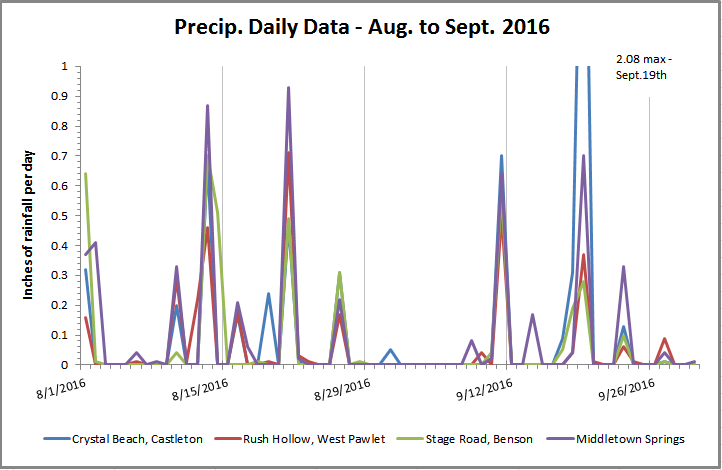 Precip. Daily Data - Aug. to Sept. 2016
2.08 max -
Sept.19th
Inches of rainfall per day
1
0.9
0.8
0.7
0.6
0.5
0.4
0.3
0.2
0.1
0
8/1/2016
8/15/2016
8/29/2016
9/12/2016
9/26/2016
Crystal Beach, Castleton
Rush Hollow, West Pawlet
Stage Road, Benson
Middletown Springs